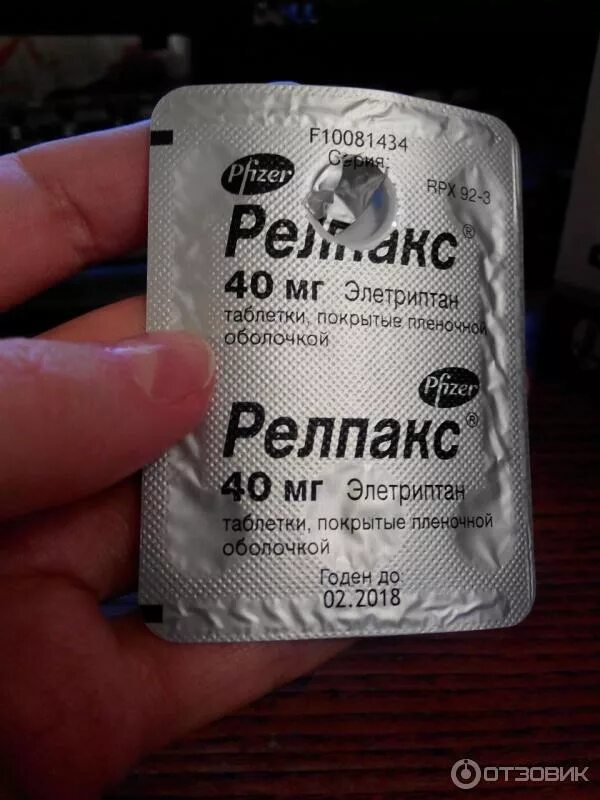 F10081434
Серия:
Pfizer
RPX 92-3
Релпакс®
40 мг Элетриптан
таблетки, покрытые пленочной
оболочкой
Pfizer
Релпакс®
40 мг Элетриптан
таблетки, покрытые пленочной
оболочкой
Годен до:
02.2018
ОТЗОВИК